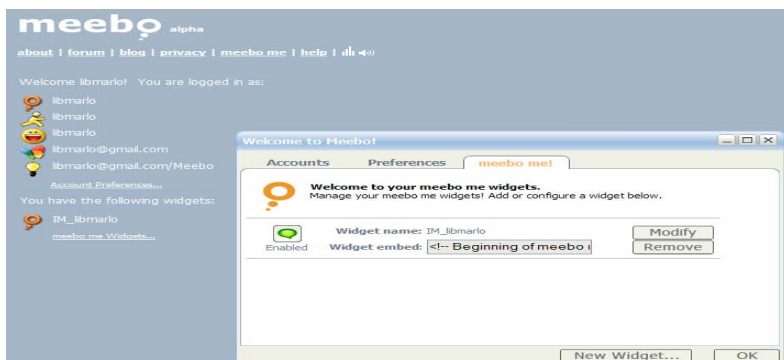 meebo alpha
about | forum | blog | privacy | meebo me | help |
Welcome libmarlo! You are logged in as:
libmarlo
libmarlo
libmarlo
libmarlo@gmail.com
libmarlo@gmail.com/Meebo
Account Preferences...
You have the following widgets:
IM_libmarlo
meebo me Widgets...
Welcome to Meebo!
Accounts Preferences meebo me!
Welcome to your meebo me widgets.
Manage your meebo me widgets! Add or configure a widget below.
Enabled
Widget name: IM_libmarlo
Widget embed: <!-- Beginning of meebo
Modify
Remove
New Widget... OK